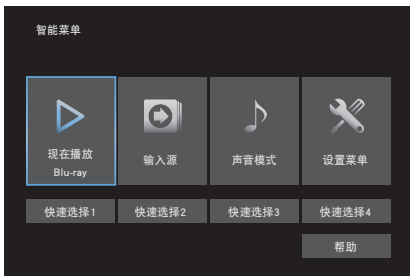 智能菜单
现在播放
Blu-ray
输入源
声音模式
设置菜单
快速选择1
快速选择2
快速选择3
快速选择4
帮助